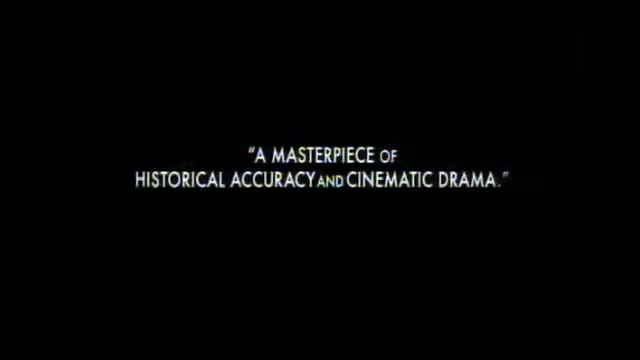 "A MASTERPIECE OF
HISTORICAL ACCURACY AND CINEMATIC DRAMA."